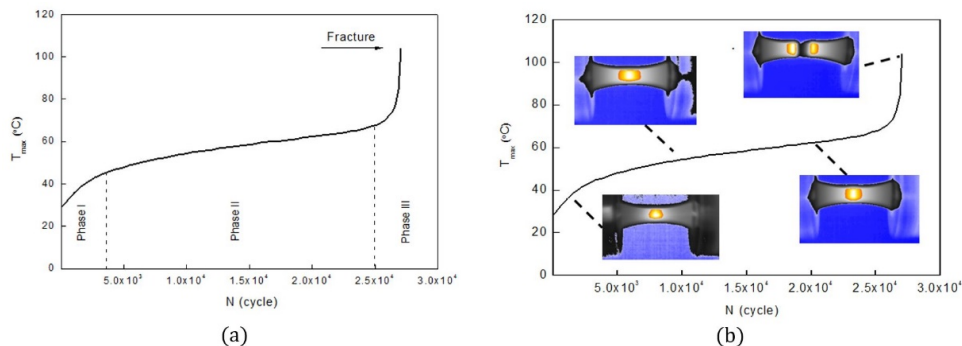 (a)
(b)
120
100
80
60
40
20
0
T_max (°C)
Fracture
Phase I
Phase II
Phase III
5.0x10³ 1.0x10⁴ 1.5x10⁴ 2.0x10⁴ 2.5x10⁴ 3.0x10⁴
N (cycle)
(a)
120
100
80
60
40
20
0
T_max (°C)
5.0x10³ 1.0x10⁴ 1.5x10⁴ 2.0x10⁴ 2.5x10⁴ 3.0x10⁴
N (cycle)
(b)